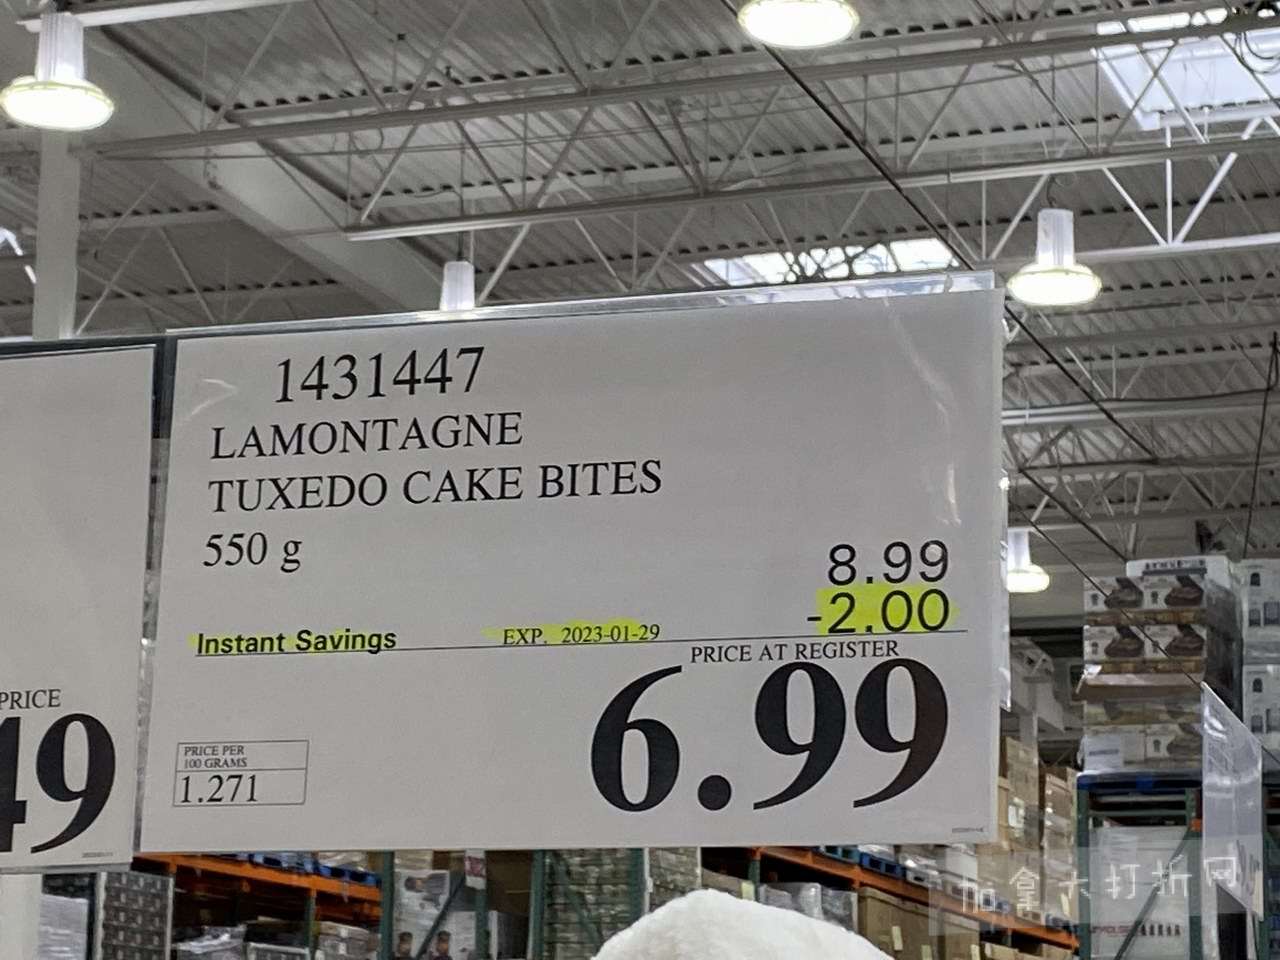 1431447
LAMONTAGNE
TUXEDO CAKE BITES
550 g
8.99
-2.00
Instant Savings EXP. 2023-01-29
PRICE AT REGISTER
6.99
PRICE PER
100 GRAMS
1.271
PRICE
49
加拿大打折网